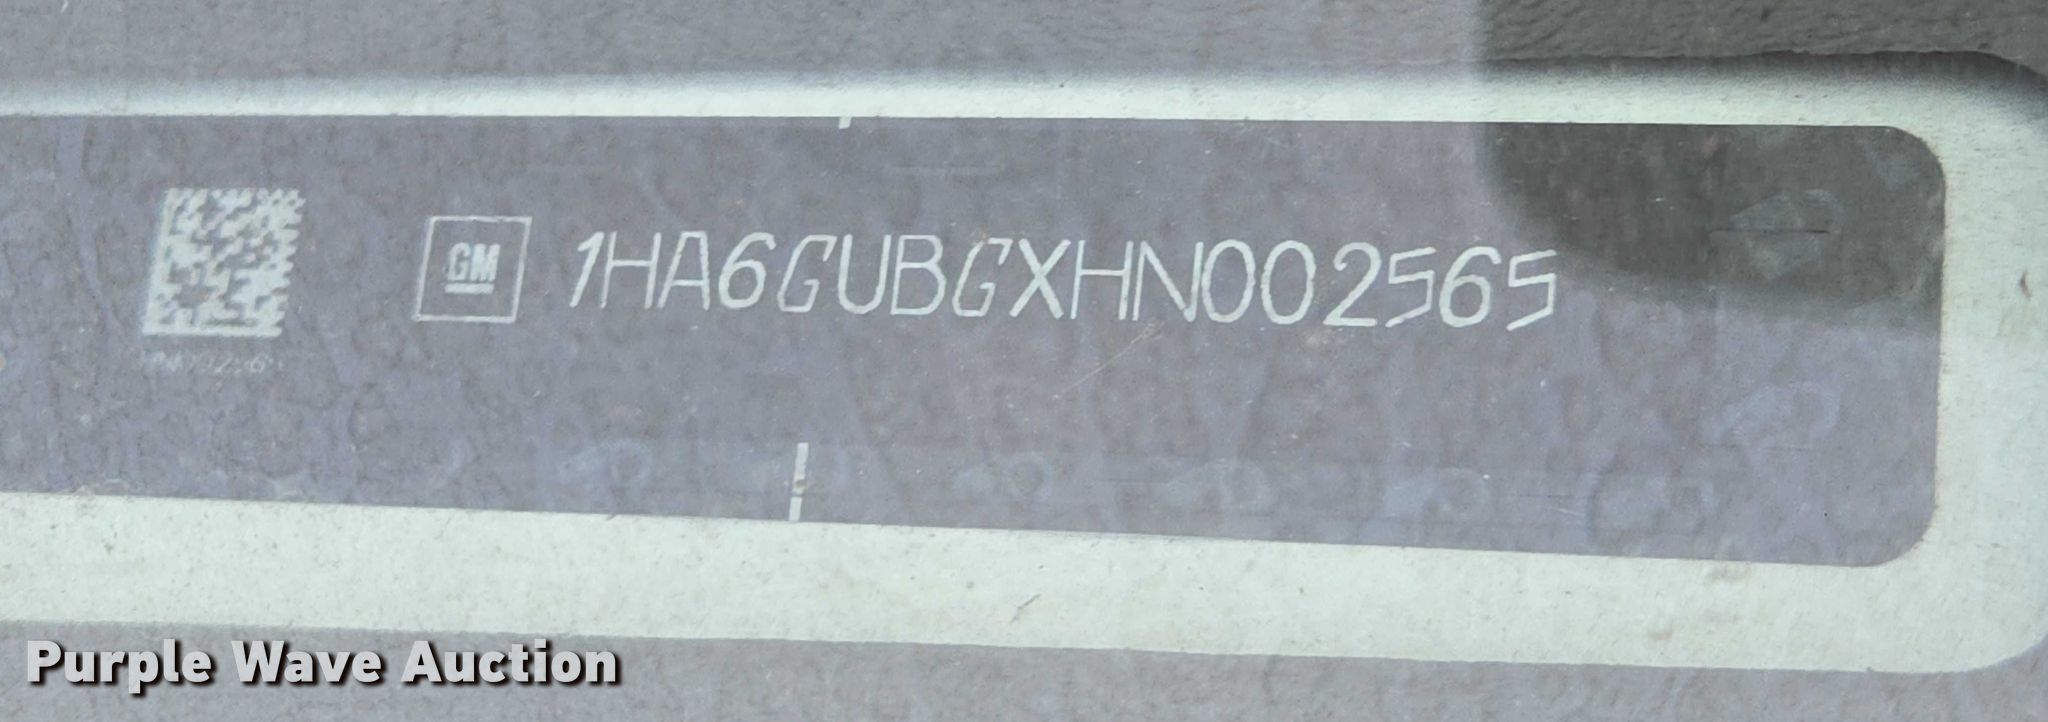 GM 1HA6GUBGXHN002565
Purple Wave Auction